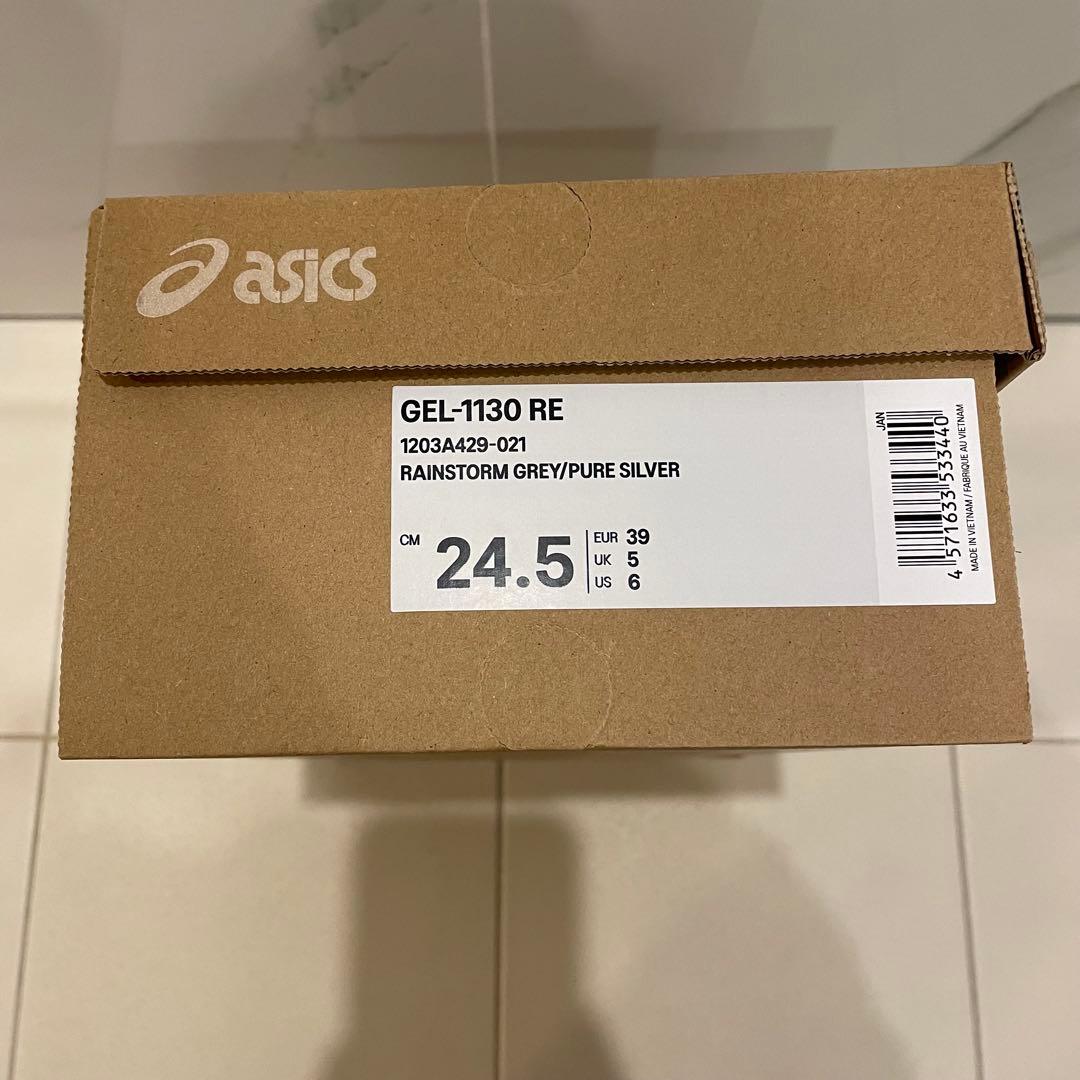 asics
GEL-1130 RE
1203A429-021
RAINSTORM GREY/PURE SILVER
CM 24.5
EUR 39
UK 5
US 6
JAN
4 571633 533440
MADE IN VIETNAM / FABRIQUE AU VIETNAM